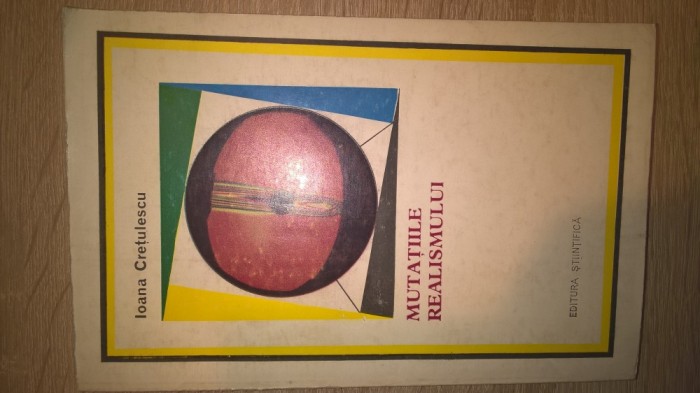 Ioana Crețulescu
MUTAȚIILE
REALISMULUI
EDITURA ȘTIINȚIFICĂ